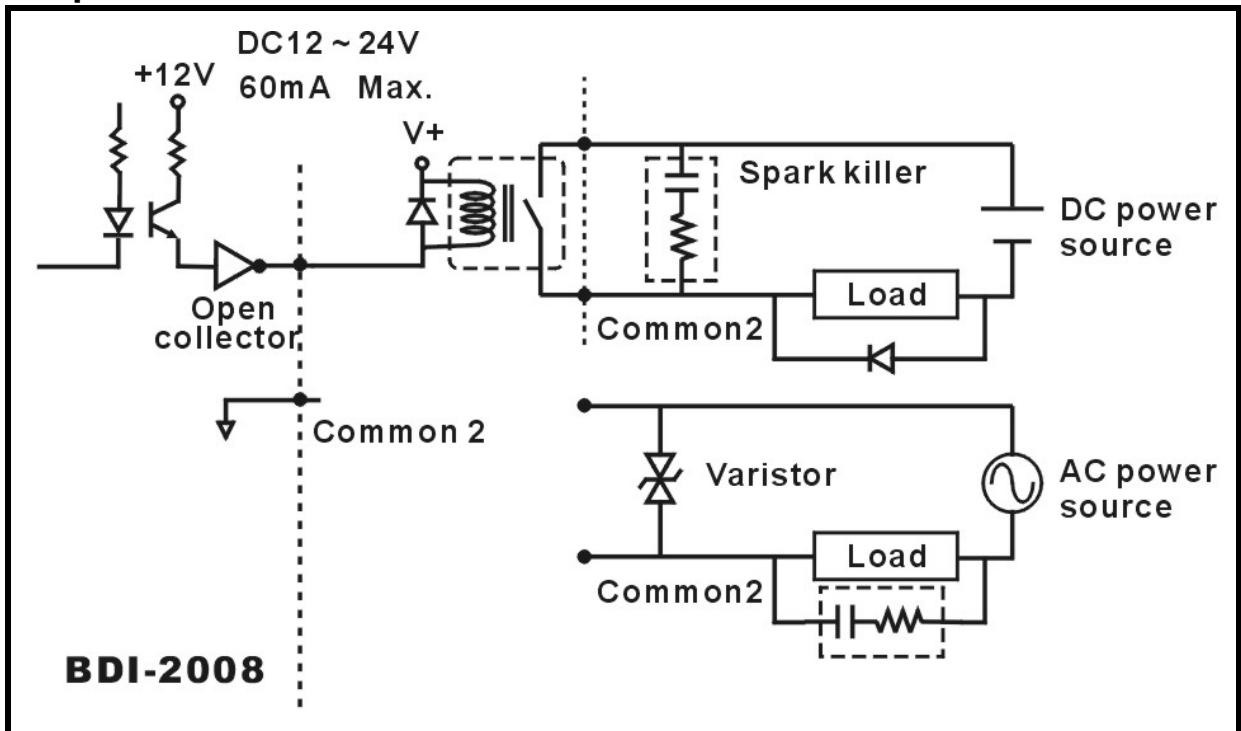 DC12 ~ 24V
+12V
60mA Max.
V+
Spark killer
DC power
source
Open
collector
Load
Common2
Common 2
Varistor
AC power
source
Load
Common2
BDI-2008